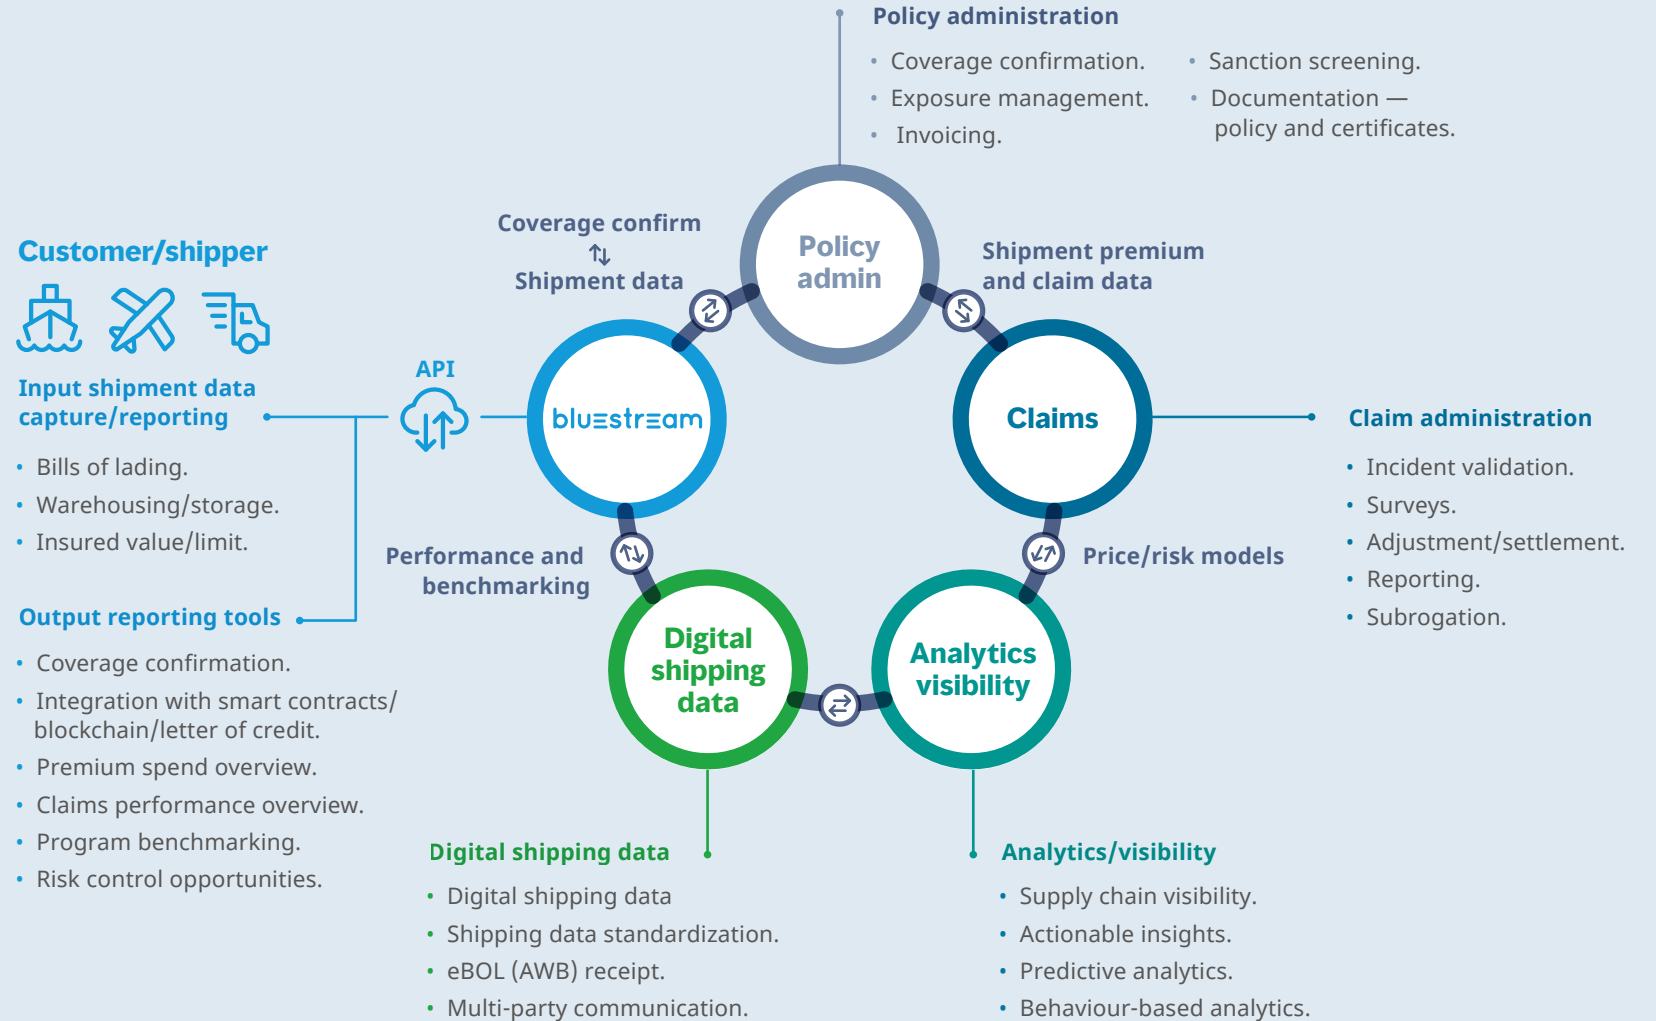 Policy administration
• Coverage confirmation.
• Exposure management.
• Invoicing.
• Sanction screening.
• Documentation —
policy and certificates.
Customer/shipper
Input shipment data
capture/reporting
• Bills of lading.
• Warehousing/storage.
• Insured value/limit.
Output reporting tools
• Coverage confirmation.
• Integration with smart contracts/
blockchain/letter of credit.
• Premium spend overview.
• Claims performance overview.
• Program benchmarking.
• Risk control opportunities.
API
bluestream
Coverage confirm
Shipment data
Policy
admin
Shipment premium
and claim data
Claims
Claim administration
• Incident validation.
• Surveys.
• Adjustment/settlement.
• Reporting.
• Subrogation.
Performance and
benchmarking
Price/risk models
Digital
shipping
data
Analytics
visibility
Digital shipping data
• Digital shipping data
• Shipping data standardization.
• eBOL (AWB) receipt.
• Multi-party communication.
Analytics/visibility
• Supply chain visibility.
• Actionable insights.
• Predictive analytics.
• Behaviour-based analytics.